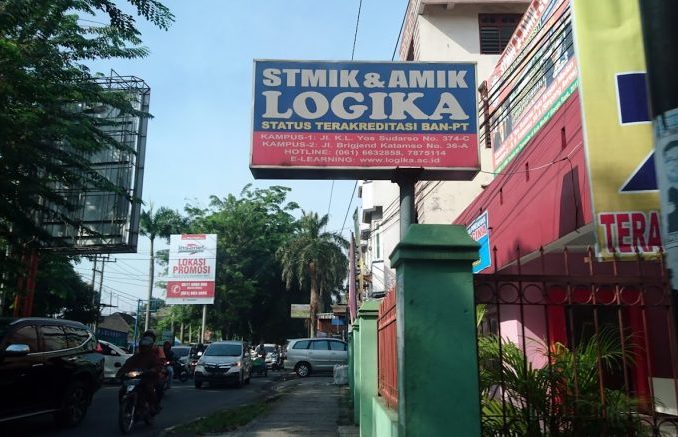 STMIK & AMIK
LOGIKA
STATUS TERAKREDITASI BAN-PT
KAMPUS-1: Jl. K.L. Yos Sudarso No. 374-C
KAMPUS-2: Jl. Brigjend Katamso No. 36-A
HOTLINE: (061) 6632858, 7875114
E-LEARNING : www.logika.ac.id
LOKASI
PROMOSI
TERA